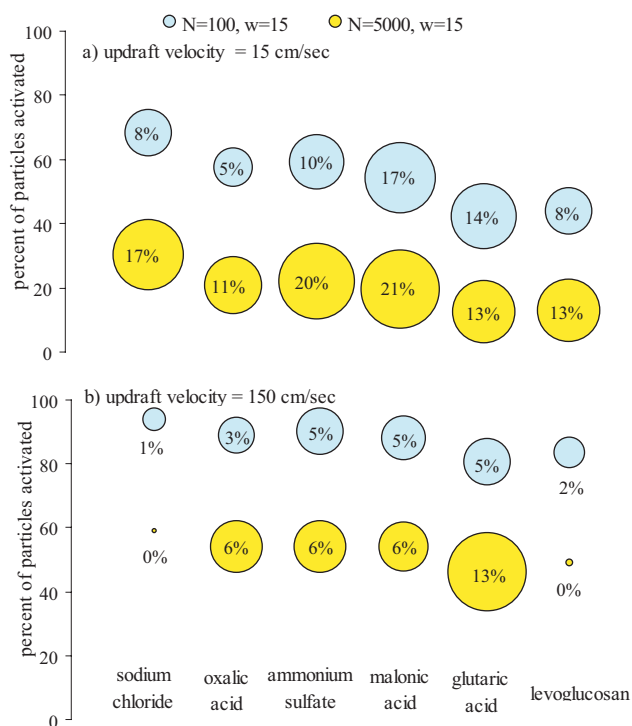 N=100, w=15 N=5000, w=15
a) updraft velocity = 15 cm/sec
percent of particles activated
100
80
60
40
20
0
8% 5% 10% 17% 14% 8%
17% 11% 20% 21% 13% 13%
b) updraft velocity = 150 cm/sec
percent of particles activated
100
80
60
40
20
0
1% 3% 5% 5% 5% 2%
0% 6% 6% 6% 13% 0%
sodium chloride
oxalic acid
ammonium sulfate
malonic acid
glutaric acid
levoglucosan